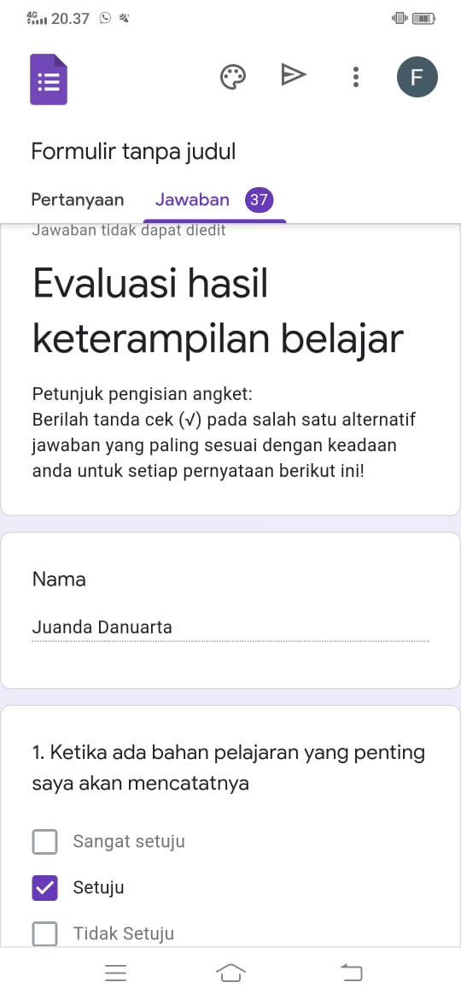 4G 20.37 88
F
Formulir tanpa judul
Pertanyaan Jawaban 37
Jawaban tidak dapat diedit
Evaluasi hasil
keterampilan belajar
Petunjuk pengisian angket:
Berilah tanda cek (√) pada salah satu alternatif
jawaban yang paling sesuai dengan keadaan
anda untuk setiap pernyataan berikut ini!
Nama
Juanda Danuarta
1. Ketika ada bahan pelajaran yang penting
saya akan mencatatnya
Sangat setuju
Setuju
Tidak Setuju